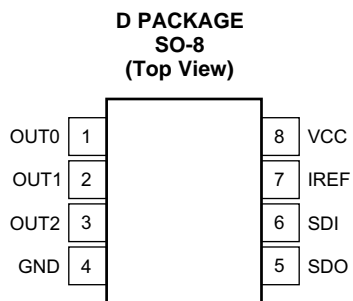 D PACKAGE
SO-8
(Top View)
OUT0 1 8 VCC
OUT1 2 7 IREF
OUT2 3 6 SDI
GND 4 5 SDO